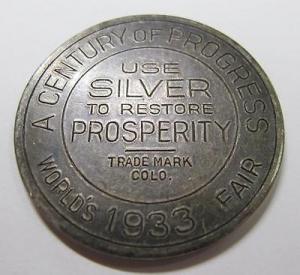 A CENTURY OF PROGRESS
USE
SILVER
TO RESTORE
PROSPERITY
TRADE MARK
COLO.
WORLD'S 1933 FAIR